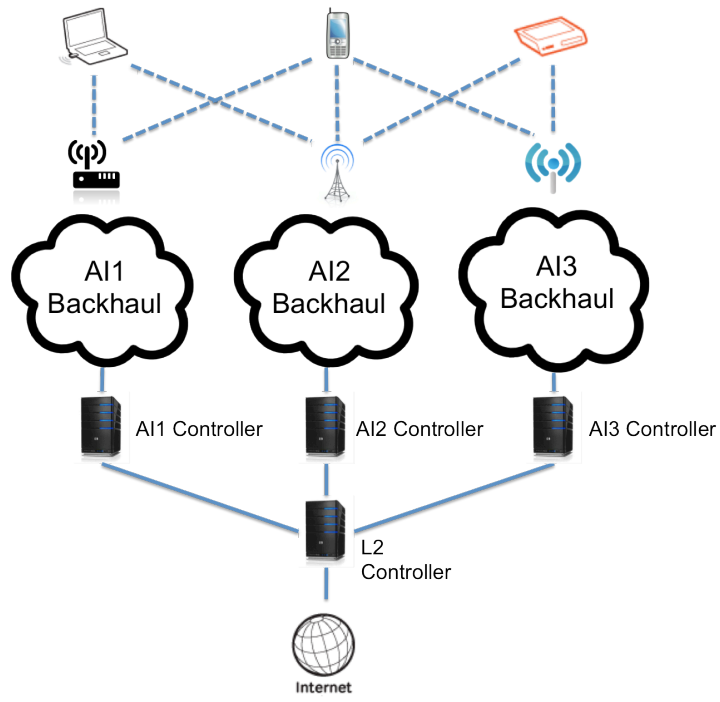 AI1
Backhaul
AI2
Backhaul
AI3
Backhaul
AI1 Controller
AI2 Controller
AI3 Controller
L2
Controller
Internet